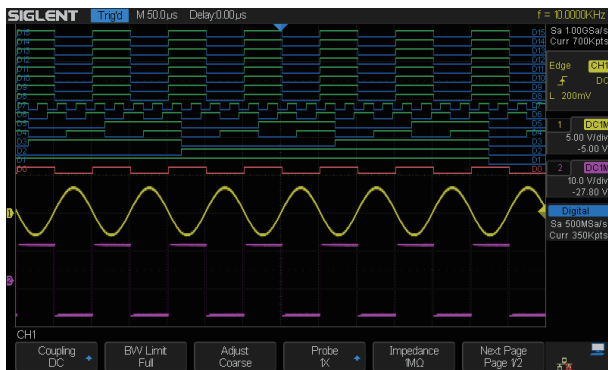 SIGLENT Trig'd M 50.0μs Delay:0.00μs f = 10.0000KHz
Sa 1.00GSa/s
Curr 700Kpts
Edge CH1
DC
L 200mV
1 DC1M
5.00 V/div
-5.00 V
2 DC1M
10.0 V/div
-27.80 V
Digital
Sa 500MSa/s
Curr 350Kpts
D15 D15
D14 D14
D13 D13
D12 D12
D11 D11
D10 D10
D9 D9
D8 D8
D7 D7
D6 D6
D5 D5
D4 D4
D3 D3
D2 D2
D1 D1
D0 D0
1
2
CH1
Coupling BW Limit Adjust Probe Impedance Next Page
DC Full Coarse 1X 1MΩ Page 1/2